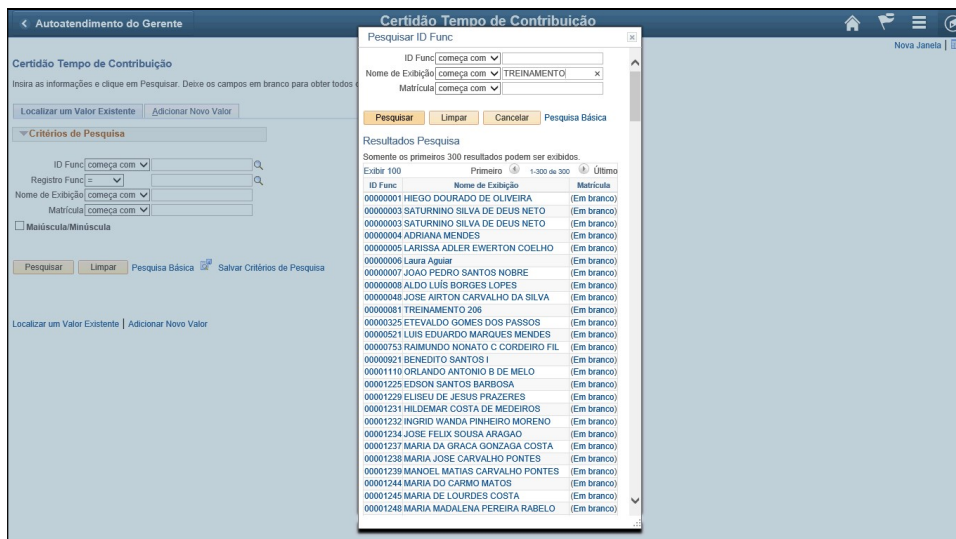 Autoatendimento do Gerente
Certidão Tempo de Contribuição
Nova Janela |
Certidão Tempo de Contribuição
Insira as informações e clique em Pesquisar. Deixe os campos em branco para obter todos
Localizar um Valor Existente Adicionar Novo Valor
Critérios de Pesquisa
ID Func começa com
Registro Func =
Nome de Exibição começa com
Matrícula começa com
Maiúscula/Minúscula
Pesquisar Limpar Pesquisa Básica Salvar Critérios de Pesquisa
Localizar um Valor Existente | Adicionar Novo Valor
Pesquisar ID Func
ID Func começa com
Nome de Exibição começa com TREINAMENTO ×
Matrícula começa com
Pesquisar Limpar Cancelar Pesquisa Básica
Resultados Pesquisa
Somente os primeiros 300 resultados podem ser exibidos.
Exibir 100 Primeiro 1-300 de 300 Último
ID Func Nome de Exibição Matrícula
00000001 HIEGO DOURADO DE OLIVEIRA (Em branco)
00000003 SATURNINO SILVA DE DEUS NETO (Em branco)
00000003 SATURNINO SILVA DE DEUS NETO (Em branco)
00000004 ADRIANA MENDES (Em branco)
00000005 LARISSA ADLER EWERTON COELHO (Em branco)
00000006 Laura Aguiar (Em branco)
00000007 JOAO PEDRO SANTOS NOBRE (Em branco)
00000008 ALDO LUÍS BORGES LOPES (Em branco)
00000048 JOSE AIRTON CARVALHO DA SILVA (Em branco)
00000081 TREINAMENTO 206 (Em branco)
00000325 ETEVALDO GOMES DOS PASSOS (Em branco)
00000521 LUIS EDUARDO MARQUES MENDES (Em branco)
00000753 RAIMUNDO NONATO C CORDEIRO FIL (Em branco)
00000921 BENEDITO SANTOS I (Em branco)
00001110 ORLANDO ANTONIO B DE MELO (Em branco)
00001225 EDSON SANTOS BARBOSA (Em branco)
00001229 ELISEU DE JESUS PRAZERES (Em branco)
00001231 HILDEMAR COSTA DE MEDEIROS (Em branco)
00001232 INGRID WANDA PINHEIRO MORENO (Em branco)
00001234 JOSE FELIX SOUSA ARAGAO (Em branco)
00001237 MARIA DA GRACA GONZAGA COSTA (Em branco)
00001238 MARIA JOSE CARVALHO PONTES (Em branco)
00001239 MANOEL MATIAS CARVALHO PONTES (Em branco)
00001244 MARIA DO CARMO MATOS (Em branco)
00001245 MARIA DE LOURDES COSTA (Em branco)
00001248 MARIA MADALENA PEREIRA RABELO (Em branco)